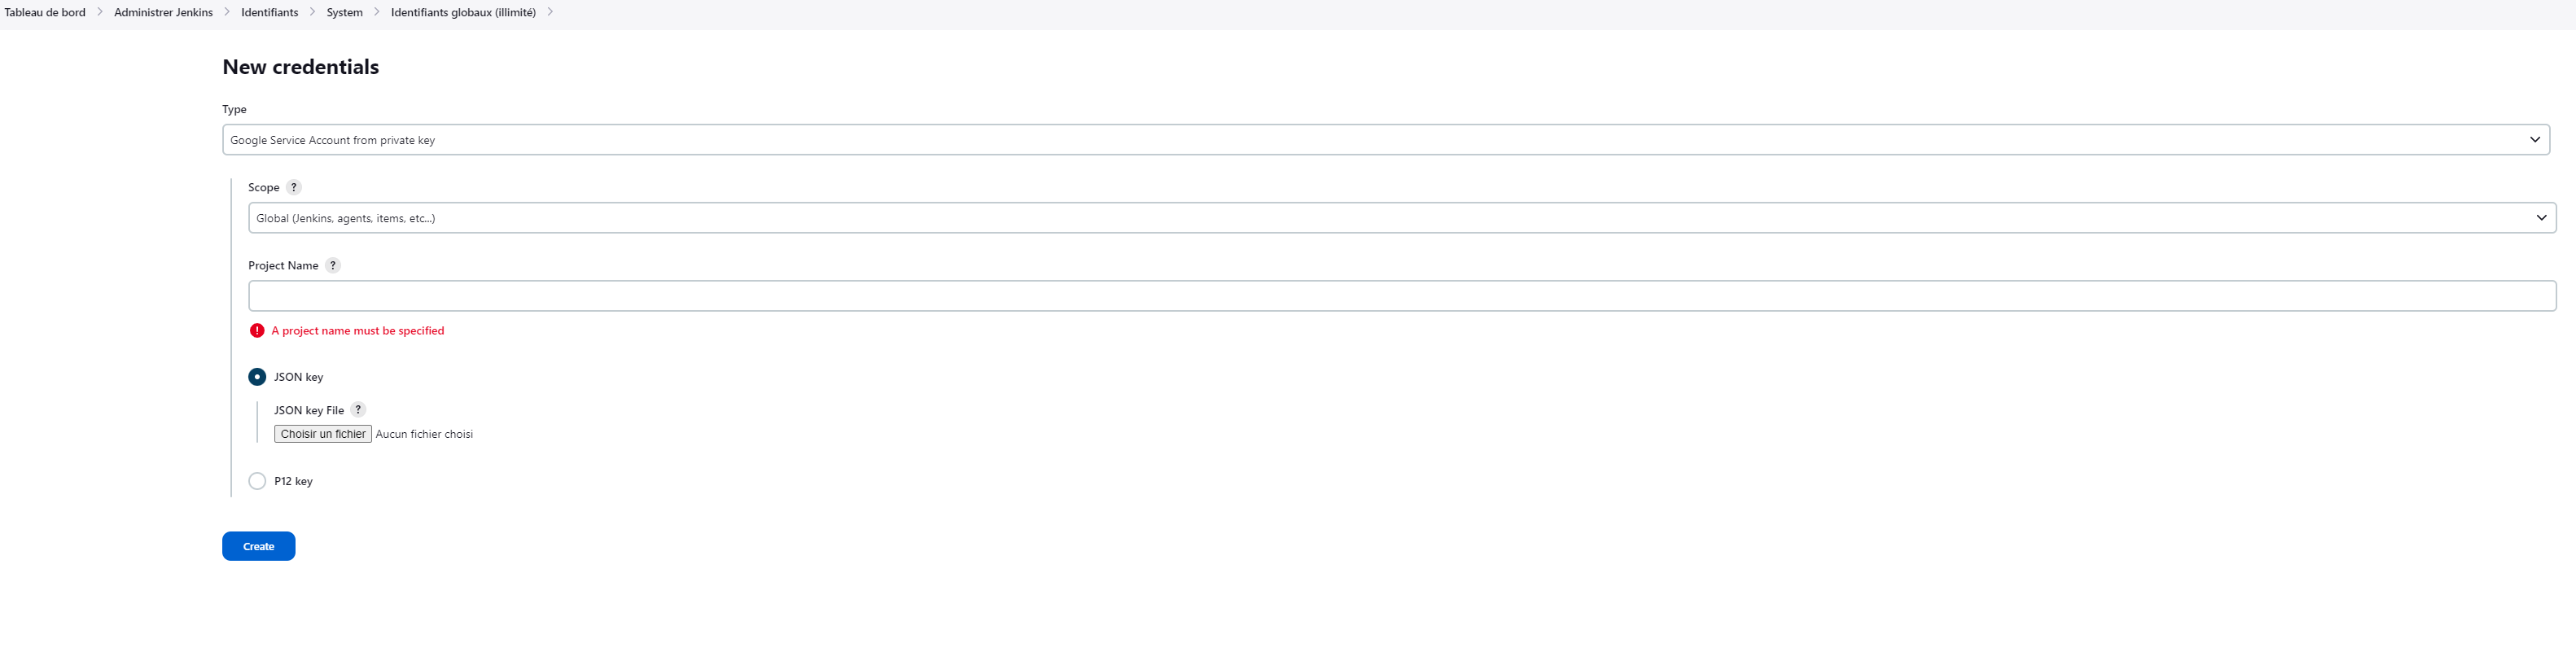 Tableau de bord > Administrer Jenkins > Identifiants > System > Identifiants globaux (illimité) >
New credentials
Type
Google Service Account from private key
Scope ?
Global (Jenkins, agents, items, etc...)
Project Name ?
! A project name must be specified
JSON key
JSON key File ?
Choisir un fichier Aucun fichier choisi
P12 key
Create